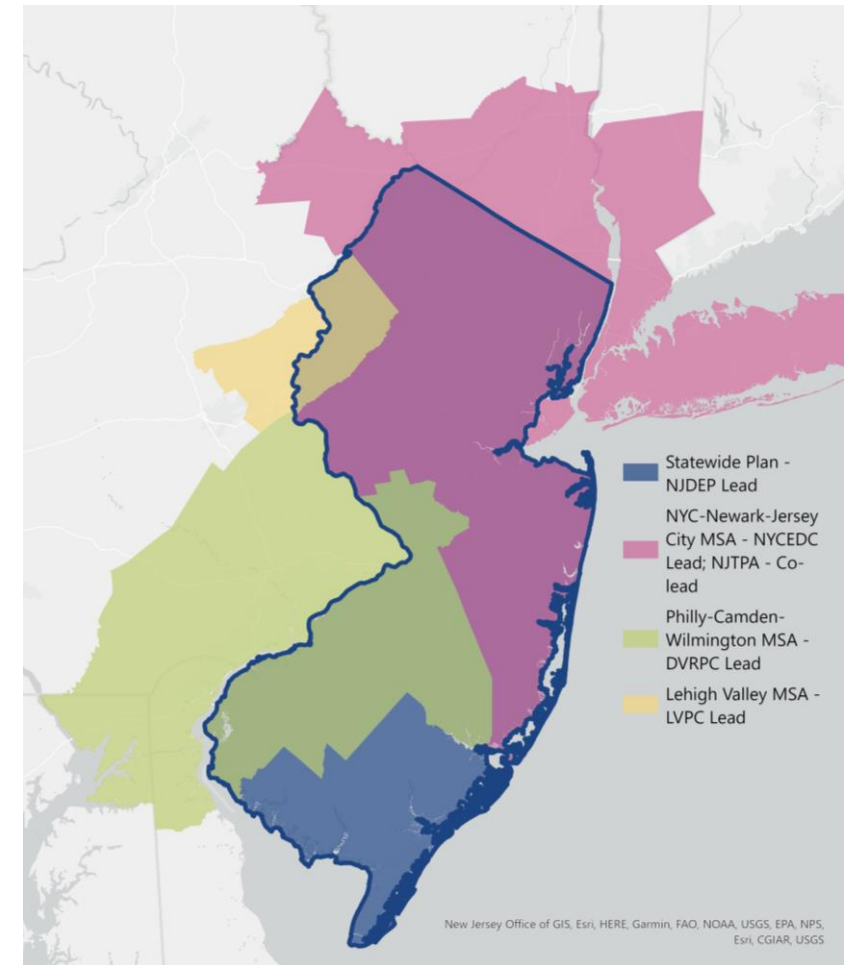 Statewide Plan -
NJDEP Lead
NYC-Newark-Jersey
City MSA - NYCEDC
Lead; NJTPA - Co-
lead
Philly-Camden-
Wilmington MSA -
DVRPC Lead
Lehigh Valley MSA -
LVPC Lead
New Jersey Office of GIS, Esri, HERE, Garmin, FAO, NOAA, USGS, EPA, NPS,
Esri, CGIAR, USGS